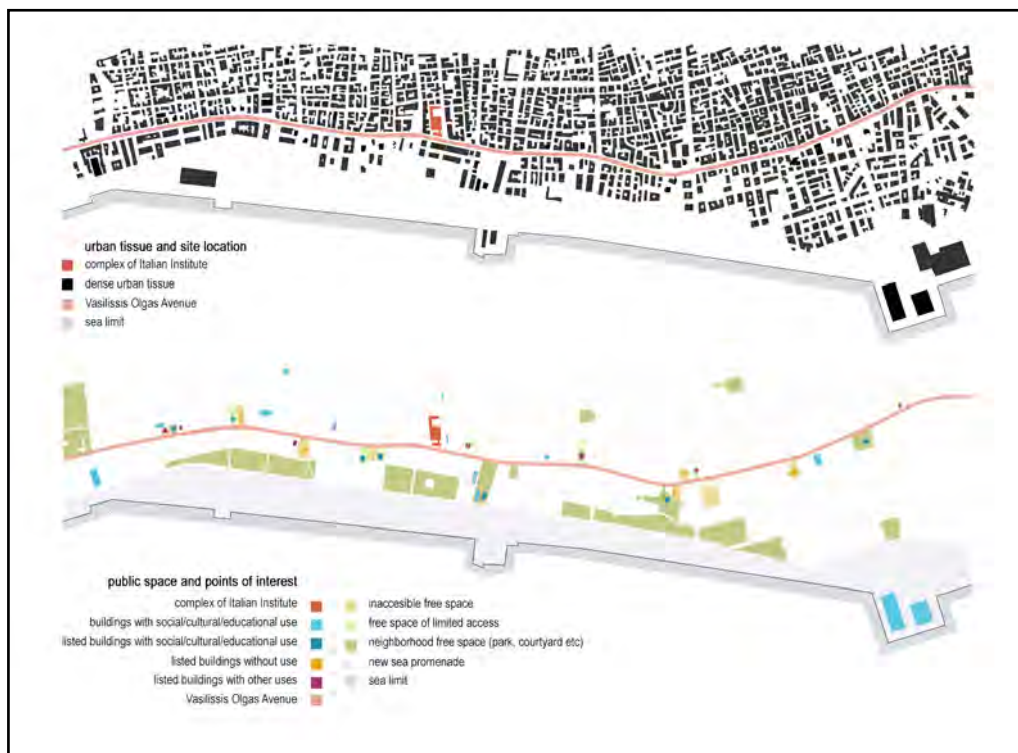 urban tissue and site location
complex of Italian Institute
dense urban tissue
Vasilissis Olgas Avenue
sea limit
public space and points of interest
complex of Italian Institute
buildings with social/cultural/educational use
listed buildings with social/cultural/educational use
listed buildings without use
listed buildings with other uses
Vasilissis Olgas Avenue
inaccesible free space
free space of limited access
neighborhood free space (park, courtyard etc)
new sea promenade
sea limit